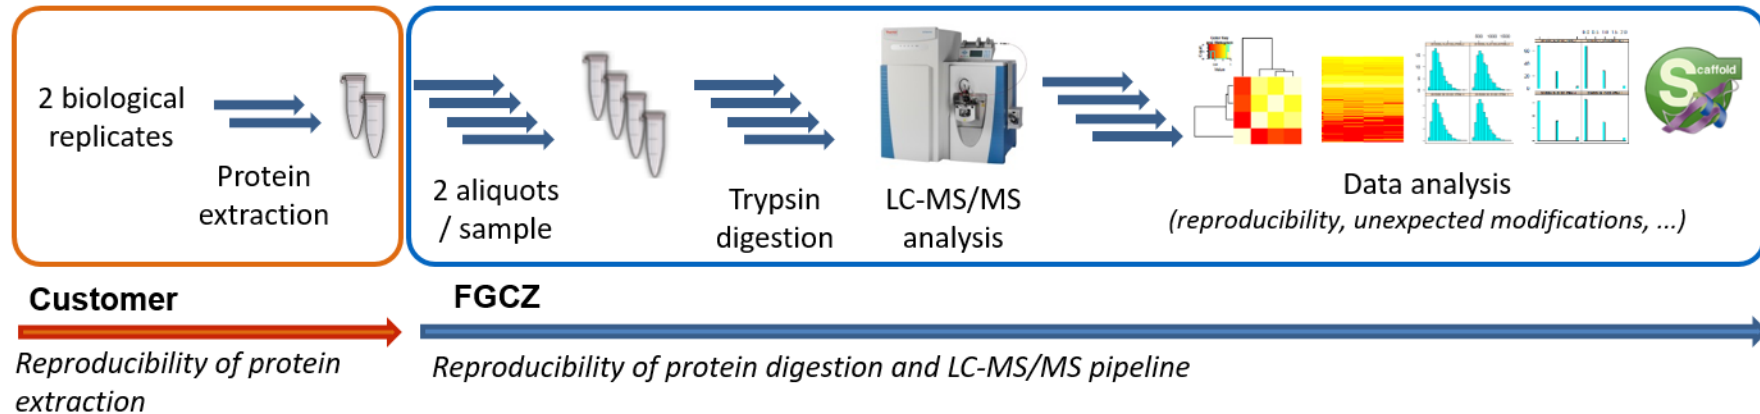 2 biological
replicates
Protein
extraction
2 aliquots
/ sample
Trypsin
digestion
LC-MS/MS
analysis
Scaffold
Data analysis
(reproducibility, unexpected modifications, ...)
Customer
FGCZ
Reproducibility of protein
extraction
Reproducibility of protein digestion and LC-MS/MS pipeline